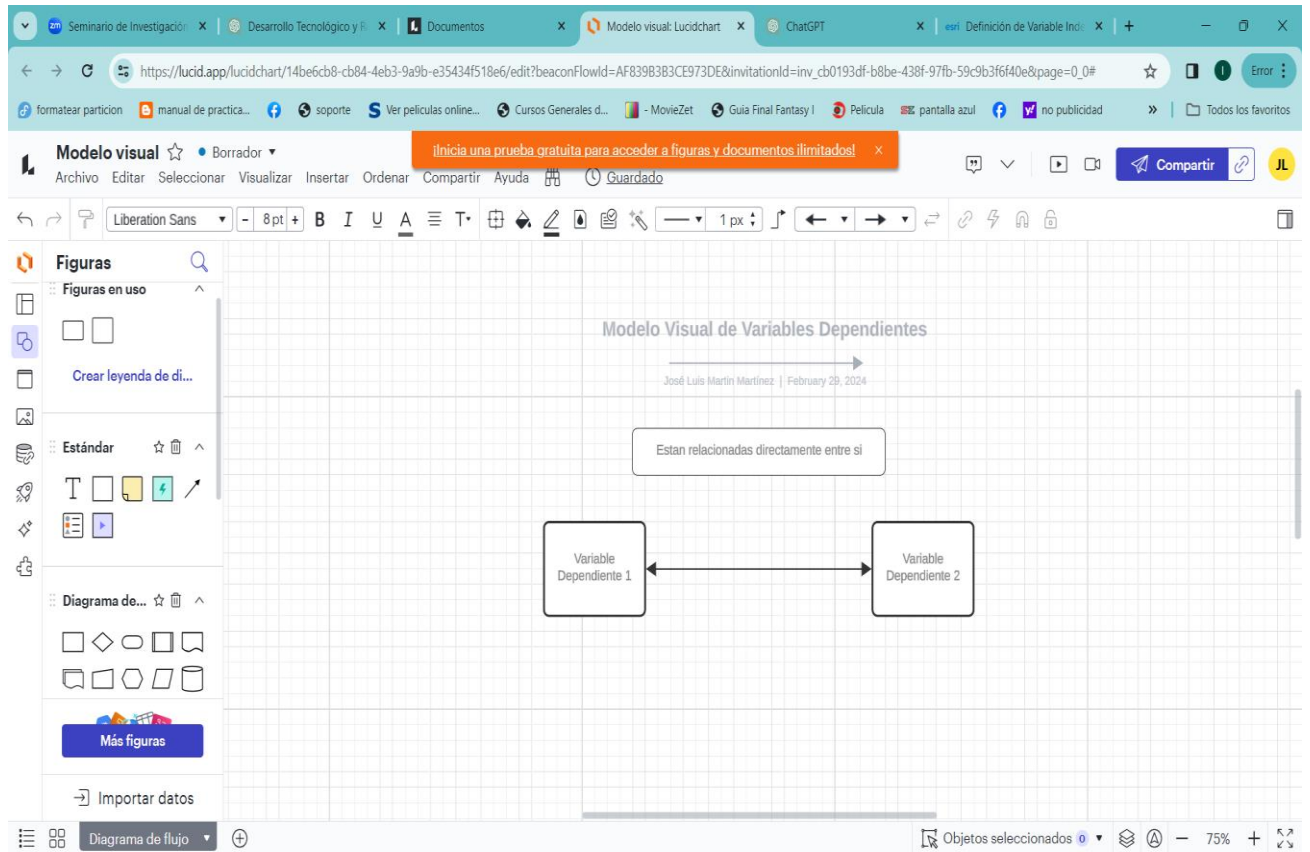 Seminario de Investigación
Desarrollo Tecnológico y R
Documentos
Modelo visual: Lucidchart
ChatGPT
esri Definición de Variable Inde
https://lucid.app/lucidchart/14be6cb8-cb84-4eb3-9a9b-e35434f518e6/edit?beaconFlowId=AF839B3B3CE973DE&invitationId=inv_cb0193df-b8be-438f-97fb-59c9b3f6f40e&page=0_0#
Error
formatear particion
manual de practica...
soporte
Ver peliculas online...
Cursos Generales d...
- MovieZet
Guia Final Fantasy I
Pelicula
pantalla azul
no publicidad
»
Todos los favoritos
Modelo visual
Borrador
¡Inicia una prueba gratuita para acceder a figuras y documentos ilimitados!
Compartir
JL
Archivo Editar Seleccionar Visualizar Insertar Ordenar Compartir Ayuda Guardado
Liberation Sans - 8 pt + B I U A T 1 px
Figuras
Figuras en uso
Crear leyenda de di...
Estándar
T
Diagrama de...
Más figuras
Importar datos
Modelo Visual de Variables Dependientes
José Luis Martin Martínez | February 29, 2024
Estan relacionadas directamente entre si
Variable
Dependiente 1
Variable
Dependiente 2
Diagrama de flujo
Objetos seleccionados 0
75%